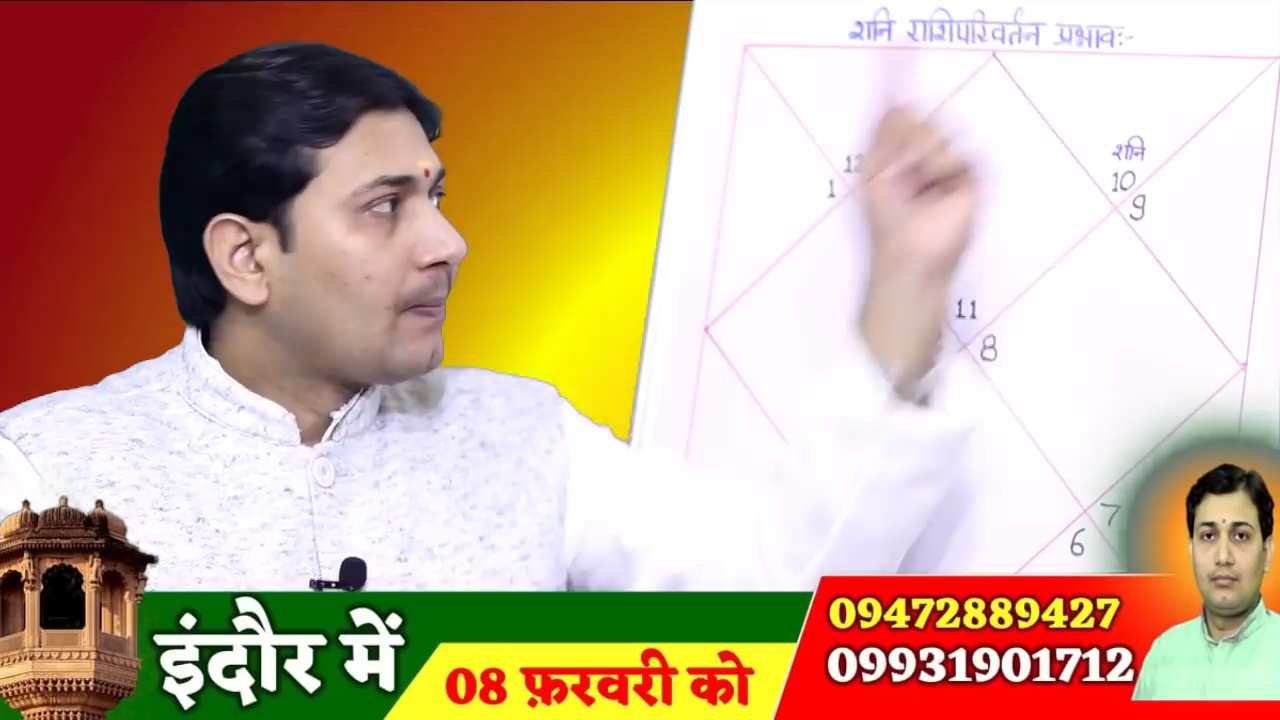 शनि राशिपरिवर्तन प्रभावः-
शनि
12
10
1
9
11
8
7
6
इंदौर में
08 फ़रवरी को
09472889427
09931901712